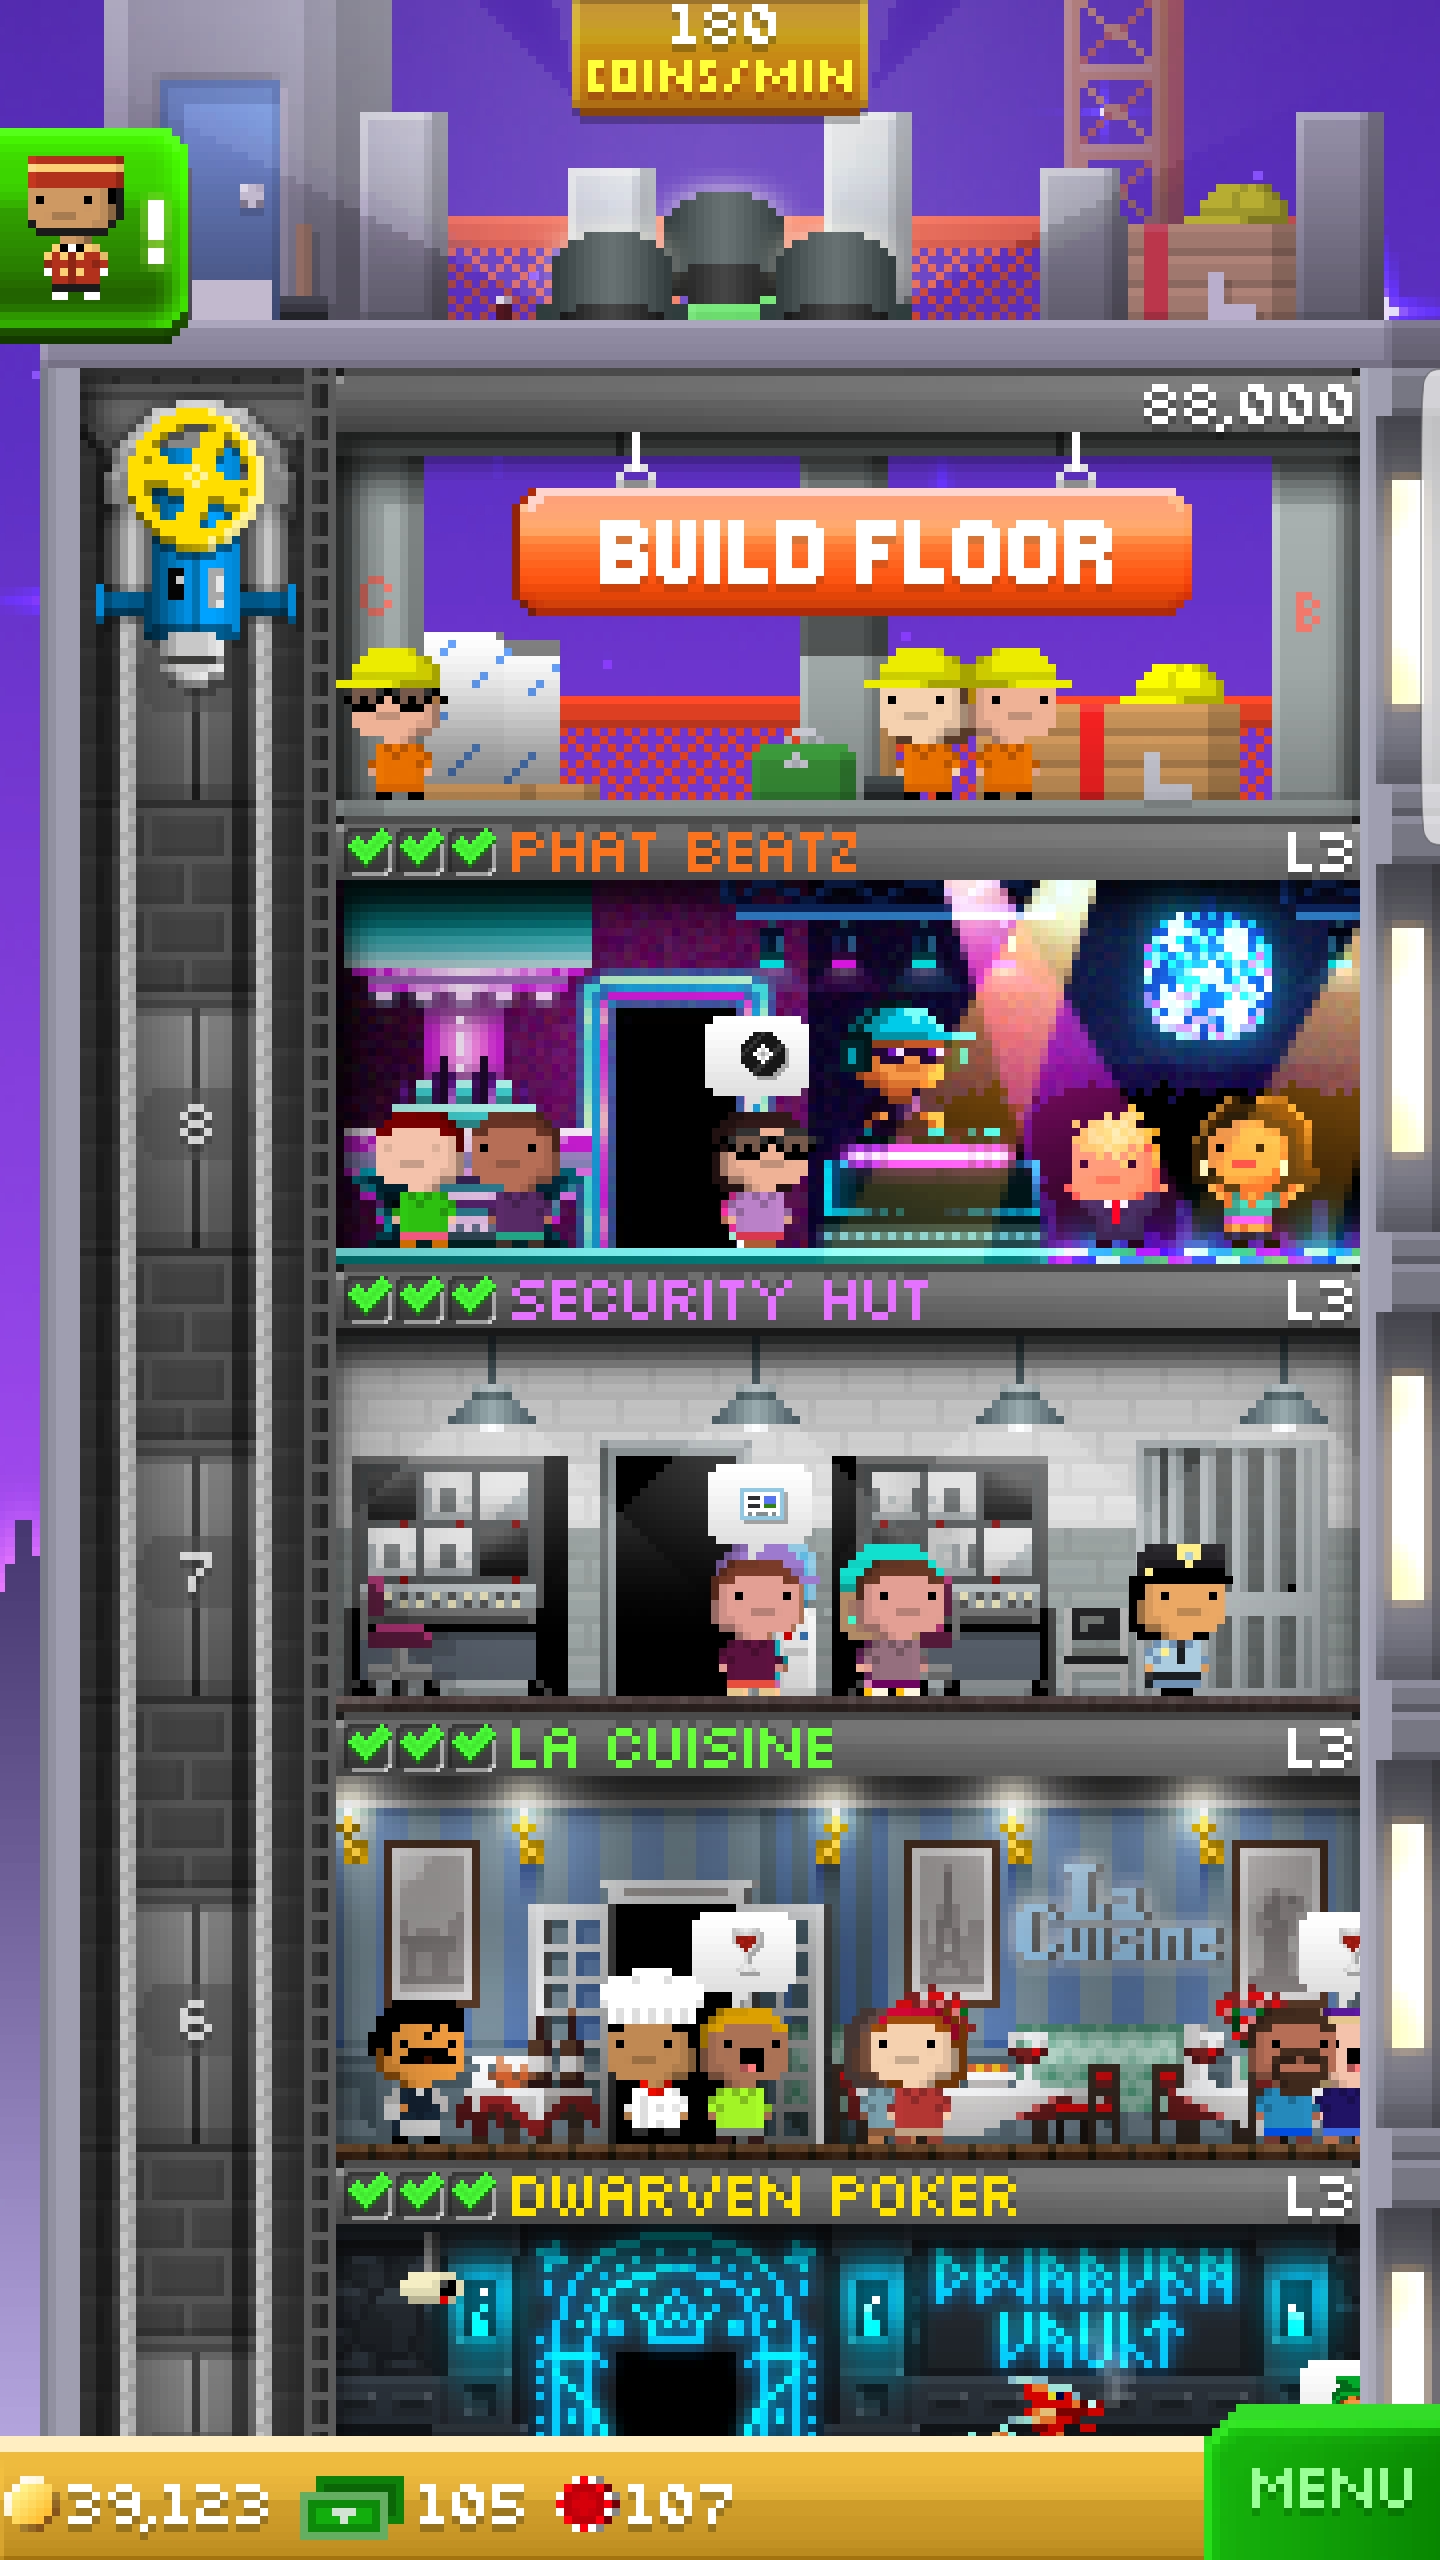 180
COINS/MIN
!
88,000
BUILD FLOOR
C
B
PHAT BEATZ
L3
8
SECURITY HUT
L3
7
LA CUISINE
L3
La
Cuisine
6
DWARVEN POKER
L3
DWARVEN
VAULT
39,123
105
107
MENU